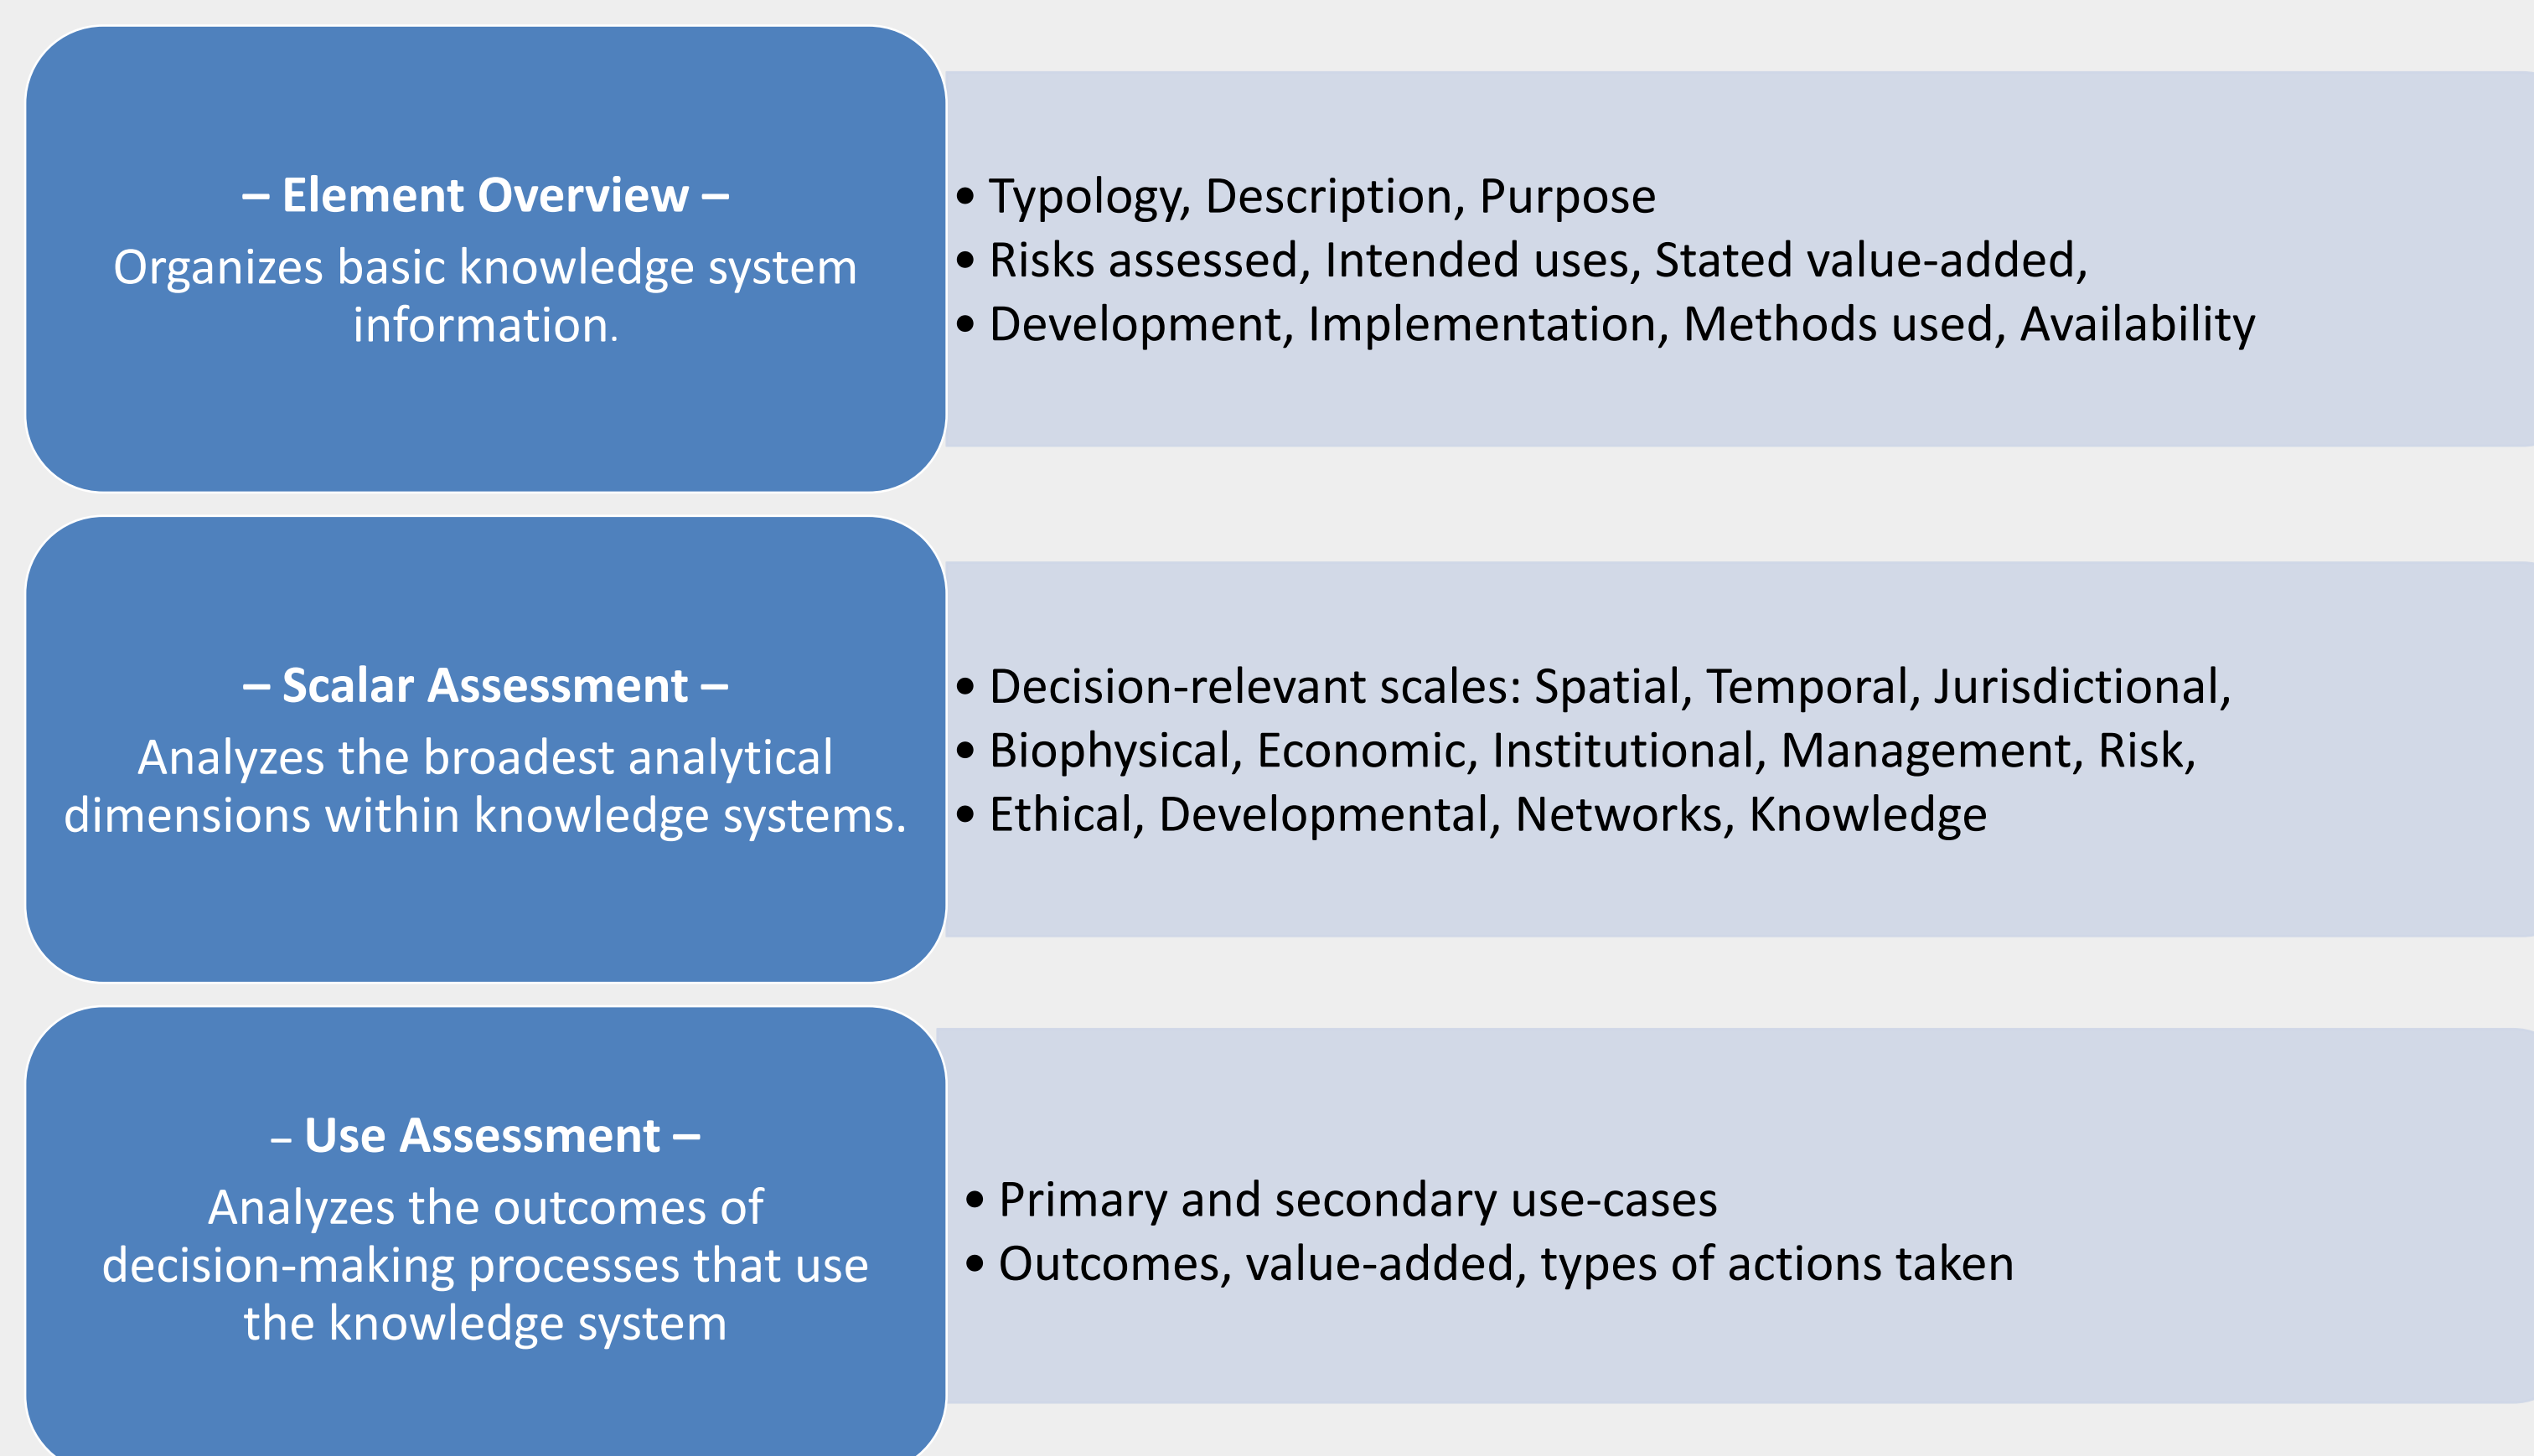 – Element Overview –
Organizes basic knowledge system
information.
• Typology, Description, Purpose
• Risks assessed, Intended uses, Stated value-added,
• Development, Implementation, Methods used, Availability
– Scalar Assessment –
Analyzes the broadest analytical
dimensions within knowledge systems.
• Decision-relevant scales: Spatial, Temporal, Jurisdictional,
• Biophysical, Economic, Institutional, Management, Risk,
• Ethical, Developmental, Networks, Knowledge
– Use Assessment –
Analyzes the outcomes of
decision-making processes that use
the knowledge system
• Primary and secondary use-cases
• Outcomes, value-added, types of actions taken